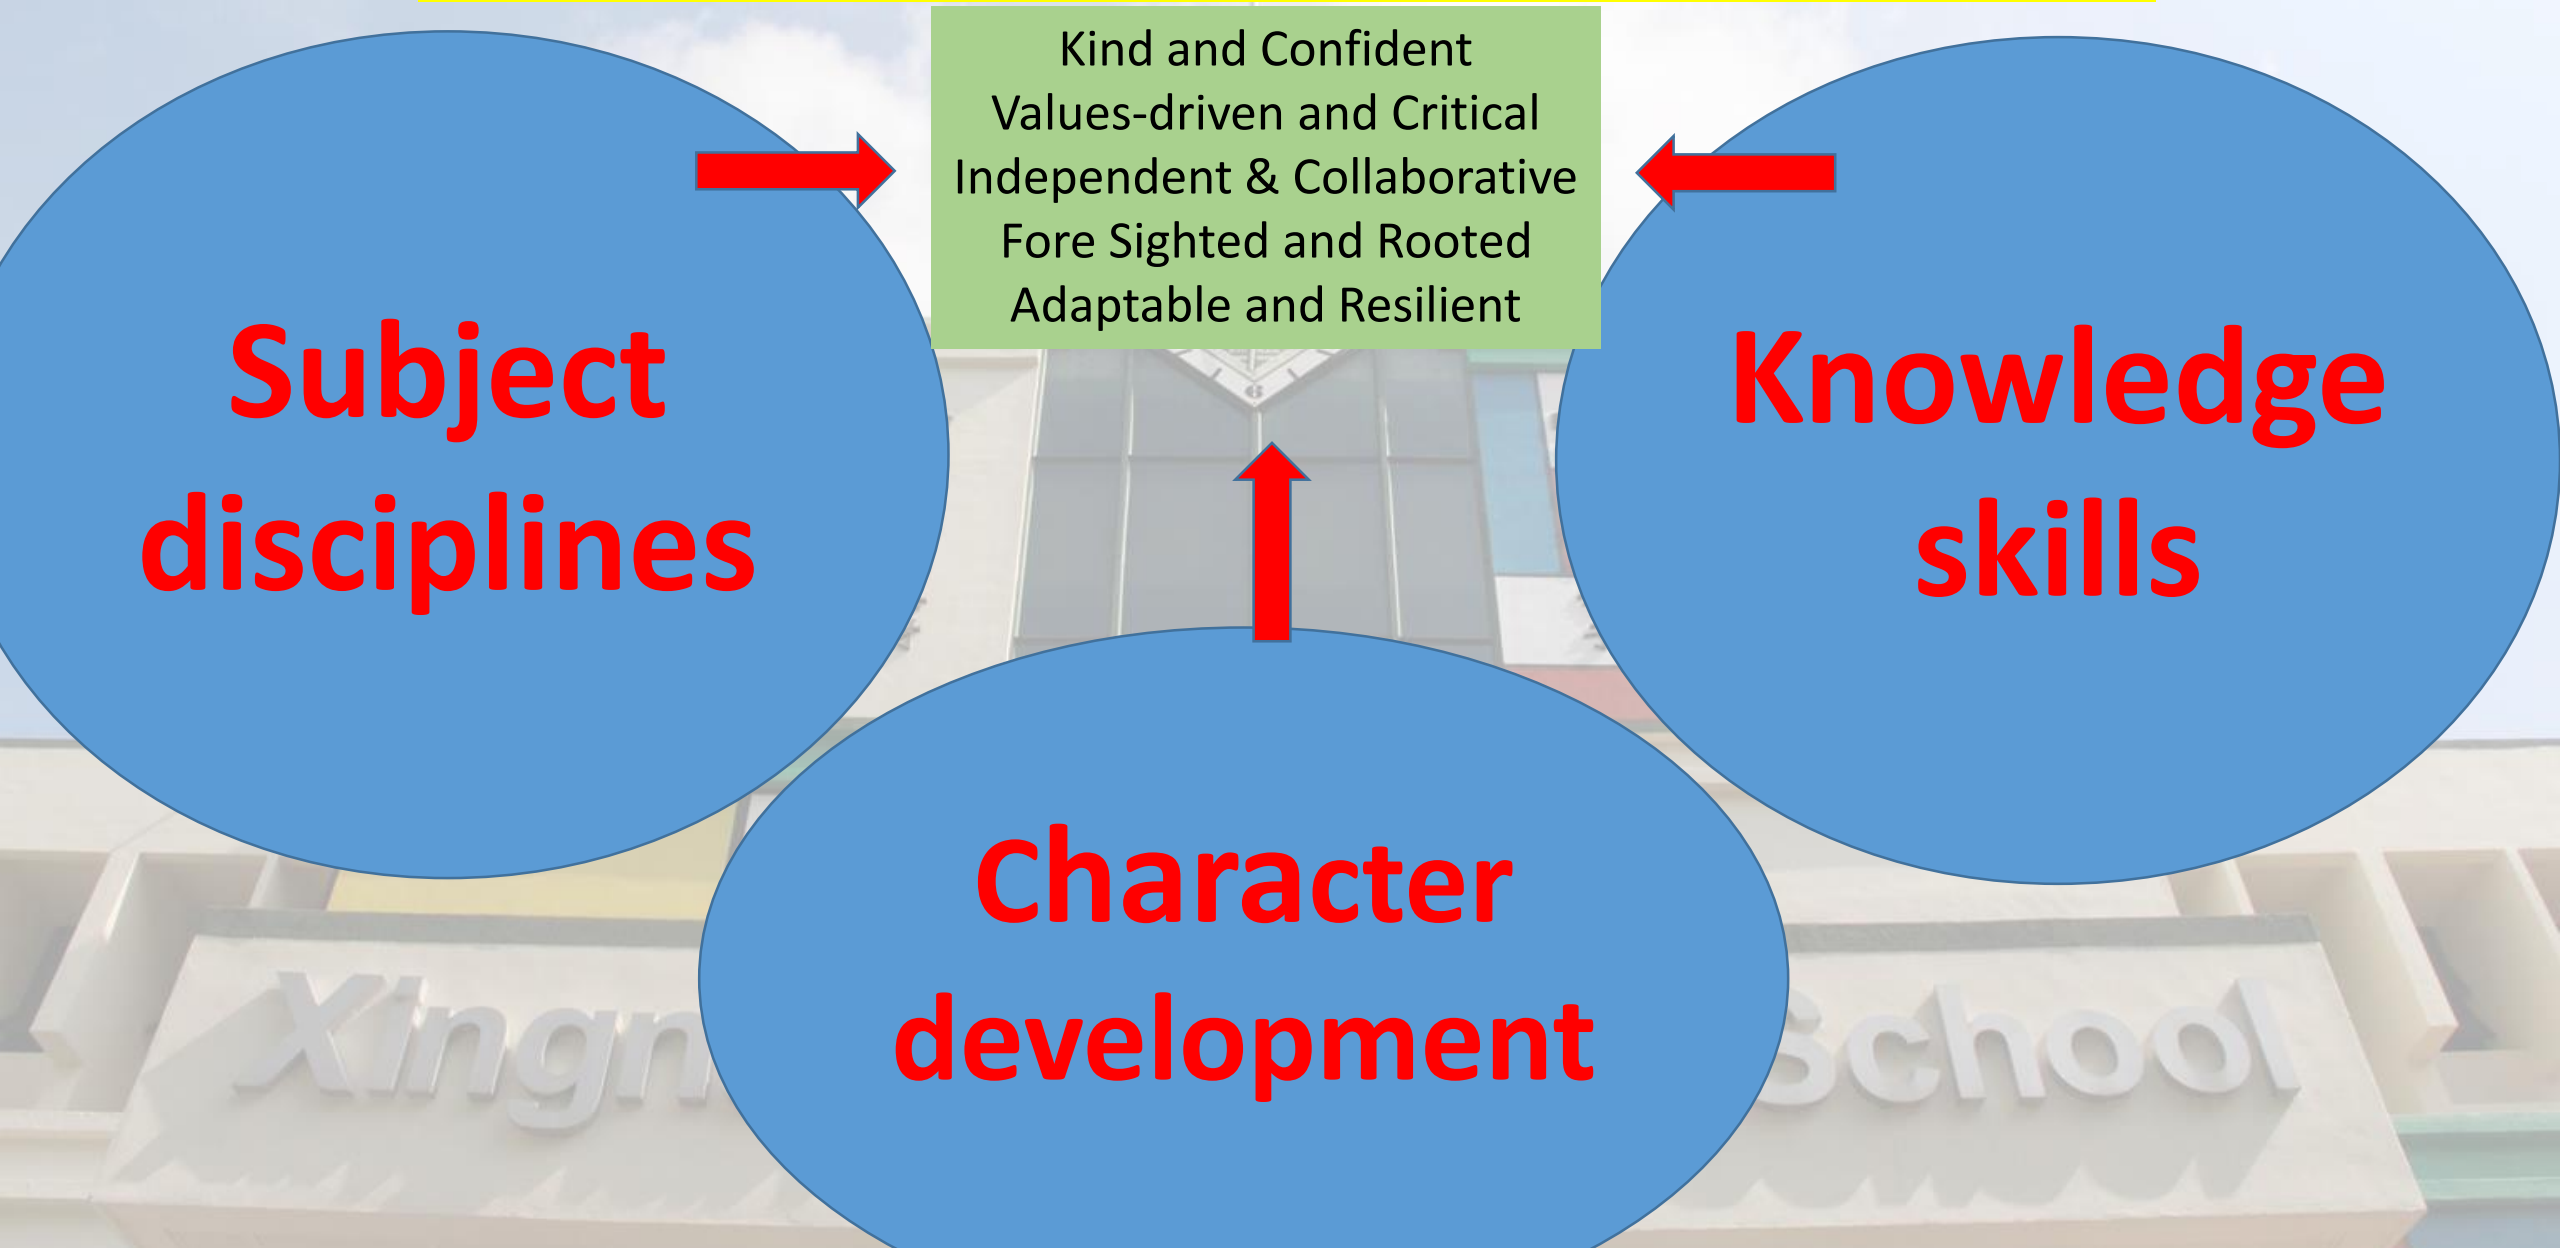 Kind and Confident
Values-driven and Critical
Independent & Collaborative
Fore Sighted and Rooted
Adaptable and Resilient
Subject
disciplines
Knowledge
skills
Character
development
School